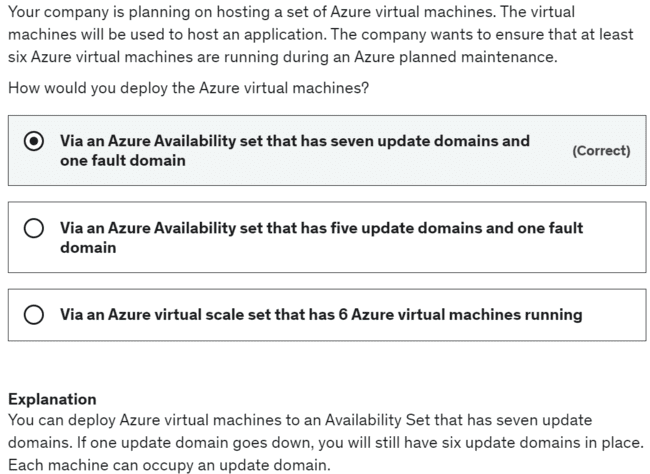 Your company is planning on hosting a set of Azure virtual machines. The virtual
machines will be used to host an application. The company wants to ensure that at least
six Azure virtual machines are running during an Azure planned maintenance.
How would you deploy the Azure virtual machines?
Via an Azure Availability set that has seven update domains and
one fault domain
(Correct)
Via an Azure Availability set that has five update domains and one fault
domain
Via an Azure virtual scale set that has 6 Azure virtual machines running
Explanation
You can deploy Azure virtual machines to an Availability Set that has seven update
domains. If one update domain goes down, you will still have six update domains in place.
Each machine can occupy an update domain.